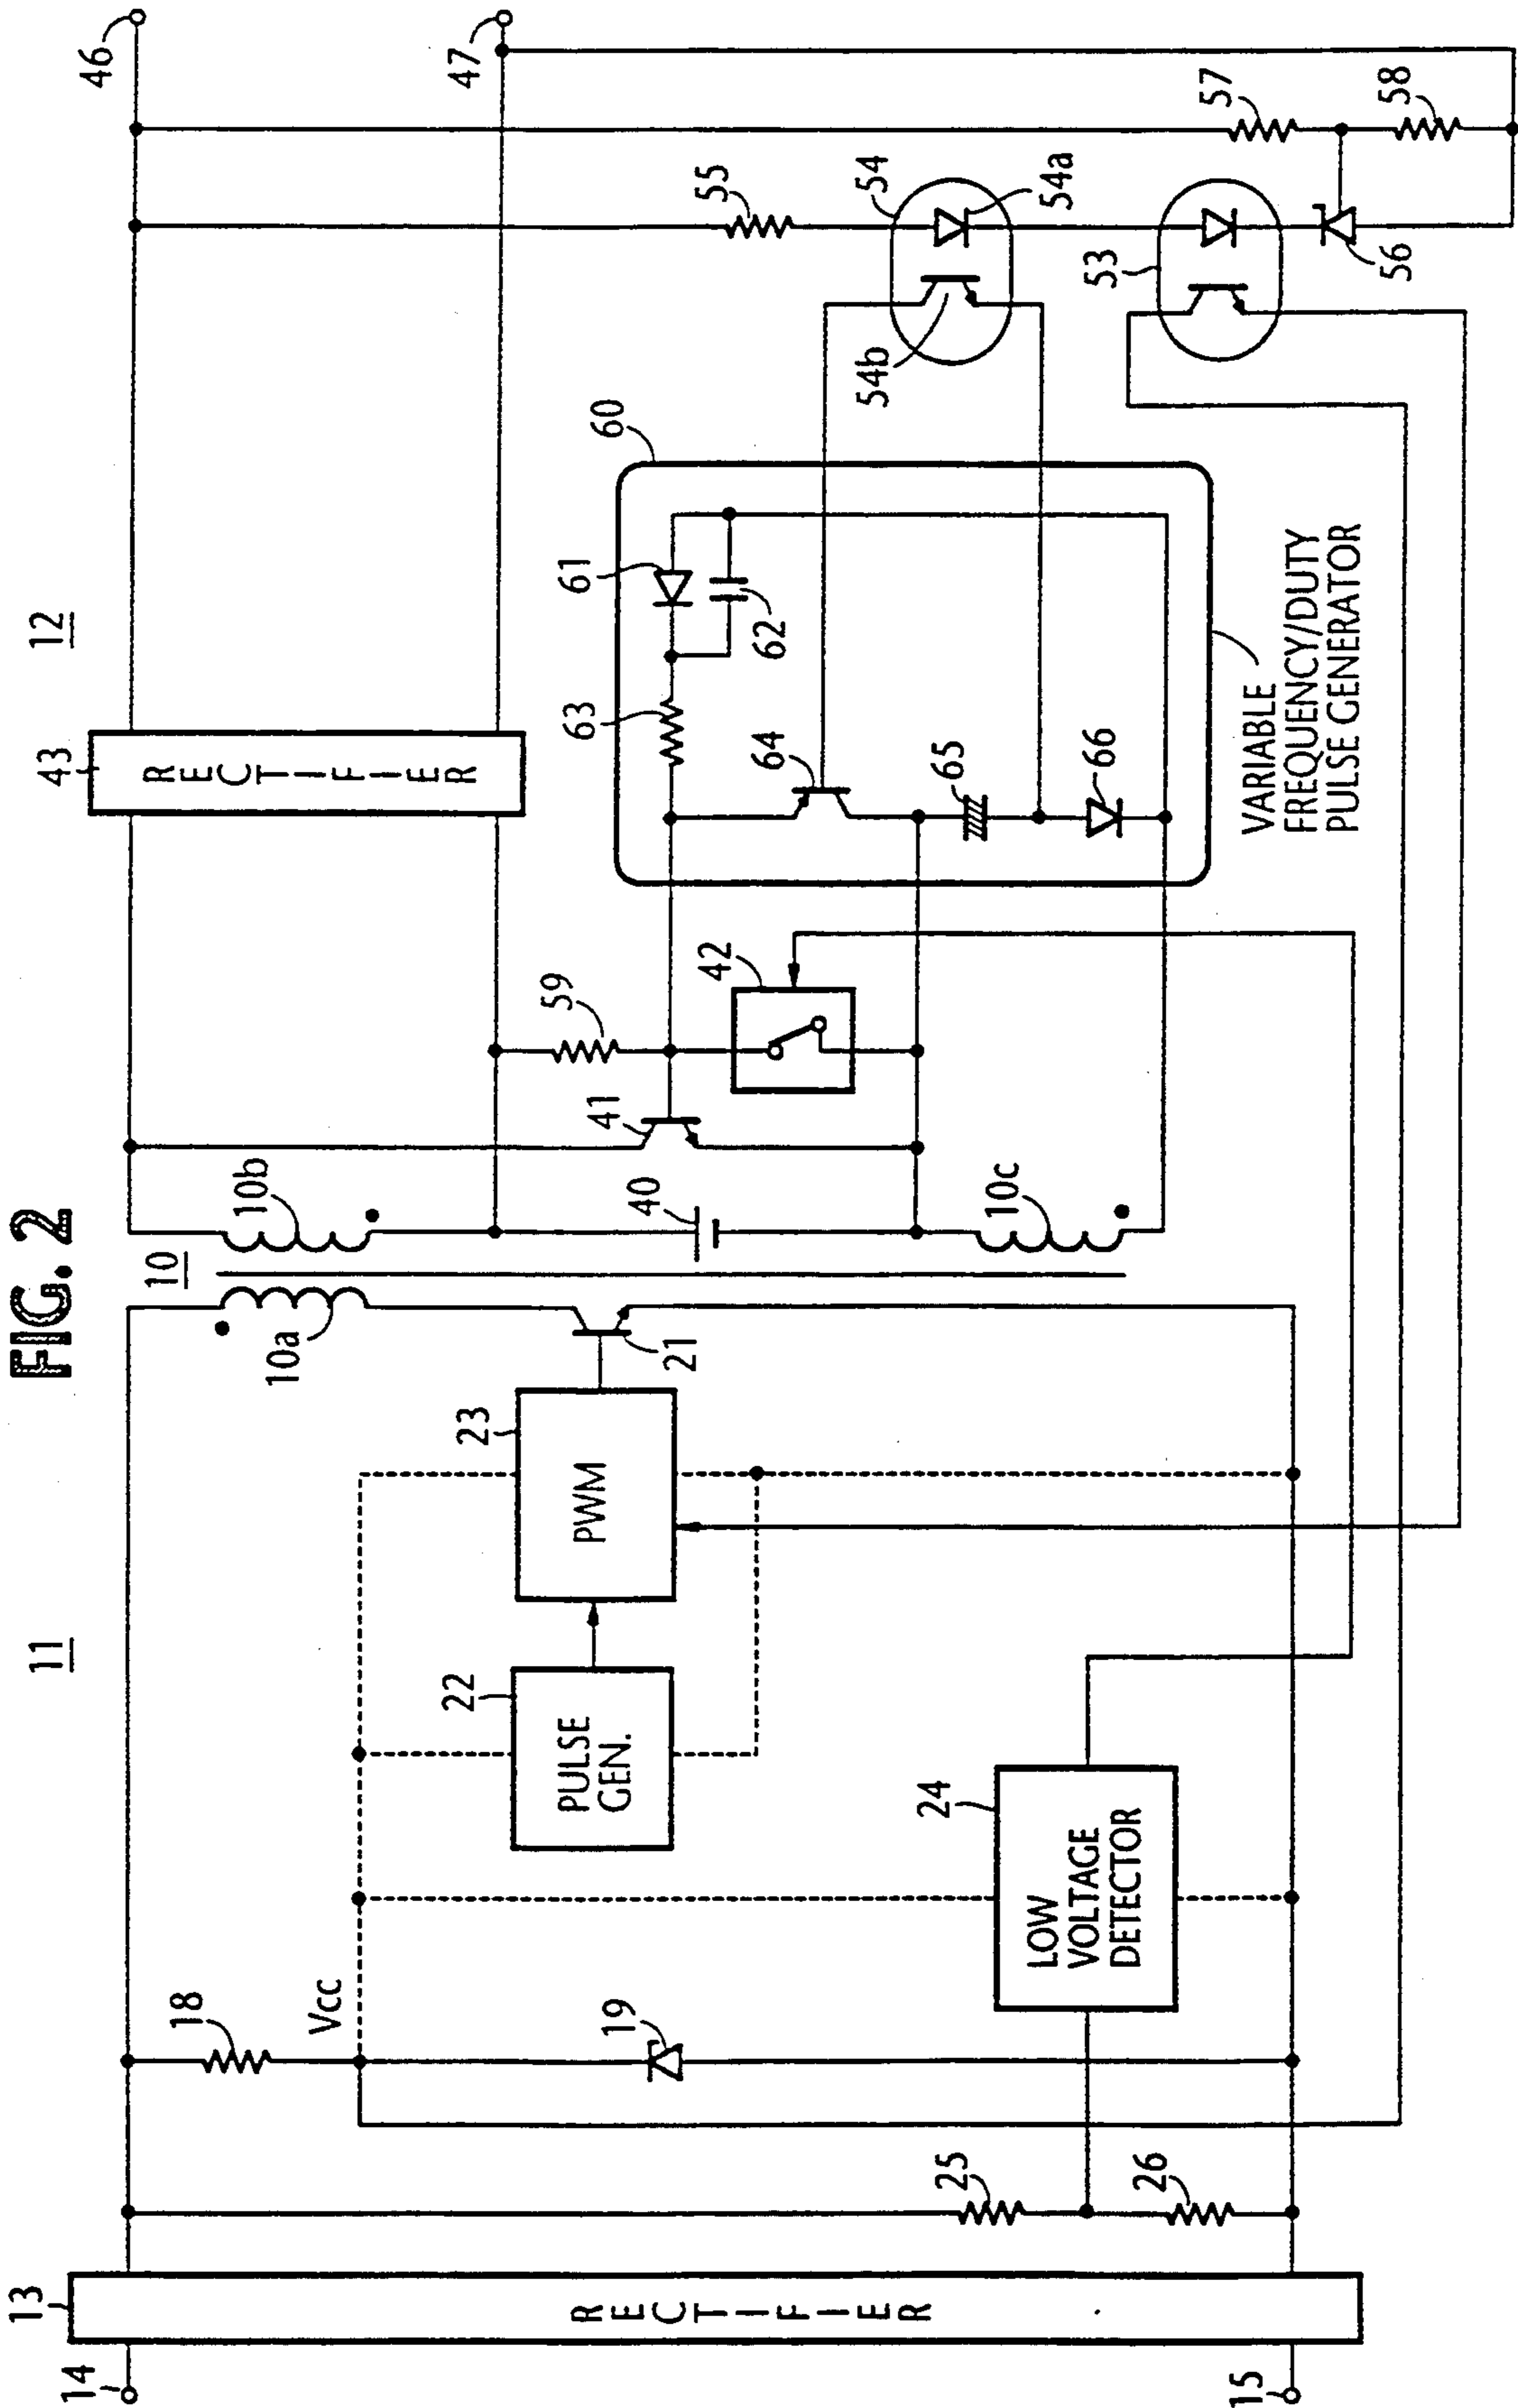 FIG. 2
11
12
10
13
RECTIFIER
14
15
18
Vcc
19
25
26
24
LOW
VOLTAGE
DETECTOR
22
PULSE
GEN.
23
PWM
21
10a
10b
10c
40
41
42
59
43
RECTIFIER
60
61
62
63
64
65
66
VARIABLE
FREQUENCY/DUTY
PULSE GENERATOR
46
47
55
54
54a
54b
53
56
57
58